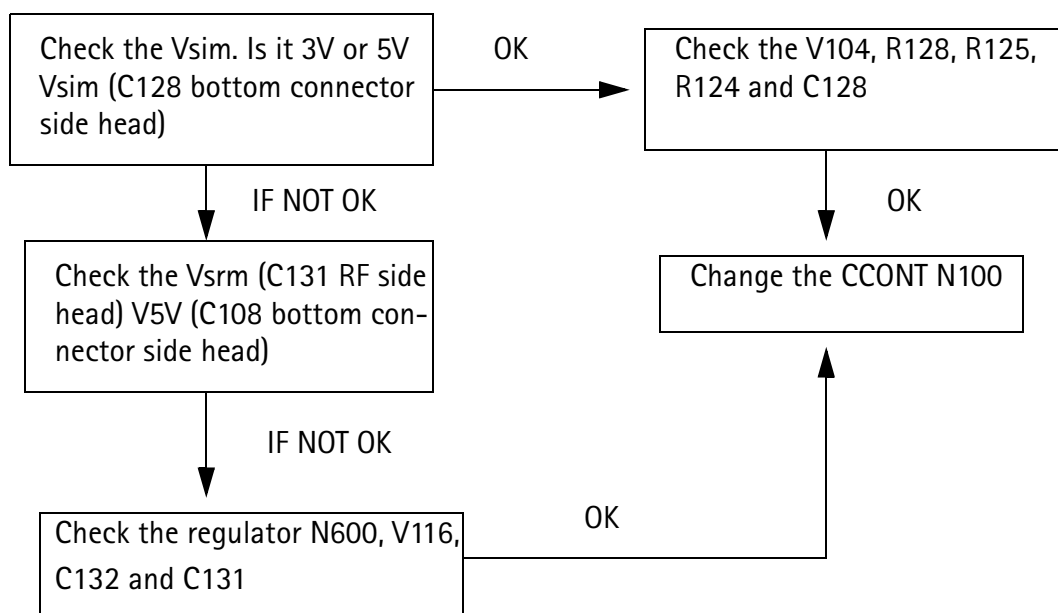 Check the Vsim. Is it 3V or 5V
Vsim (C128 bottom connector
side head)
OK
Check the V104, R128, R125,
R124 and C128
IF NOT OK
OK
Check the Vsrm (C131 RF side
head) V5V (C108 bottom con-
nector side head)
Change the CCONT N100
IF NOT OK
Check the regulator N600, V116,
C132 and C131
OK